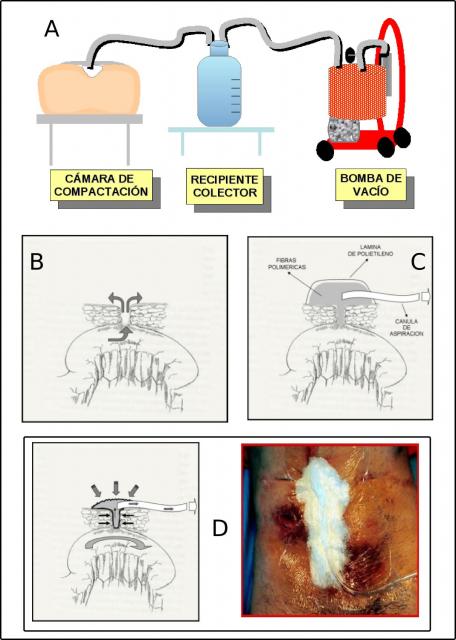 A
CÁMARA DE
COMPACTACIÓN
RECIPIENTE
COLECTOR
BOMBA DE
VACÍO
B
C
LAMINA
DE POLIETILENO
FIBRAS
POLIMERICAS
CANULA
DE
ASPIRACION
D